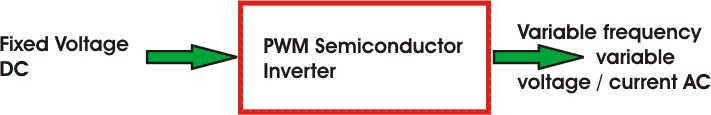 Fixed Voltage
DC
PWM Semiconductor
Inverter
Variable frequency
variable
voltage / current AC